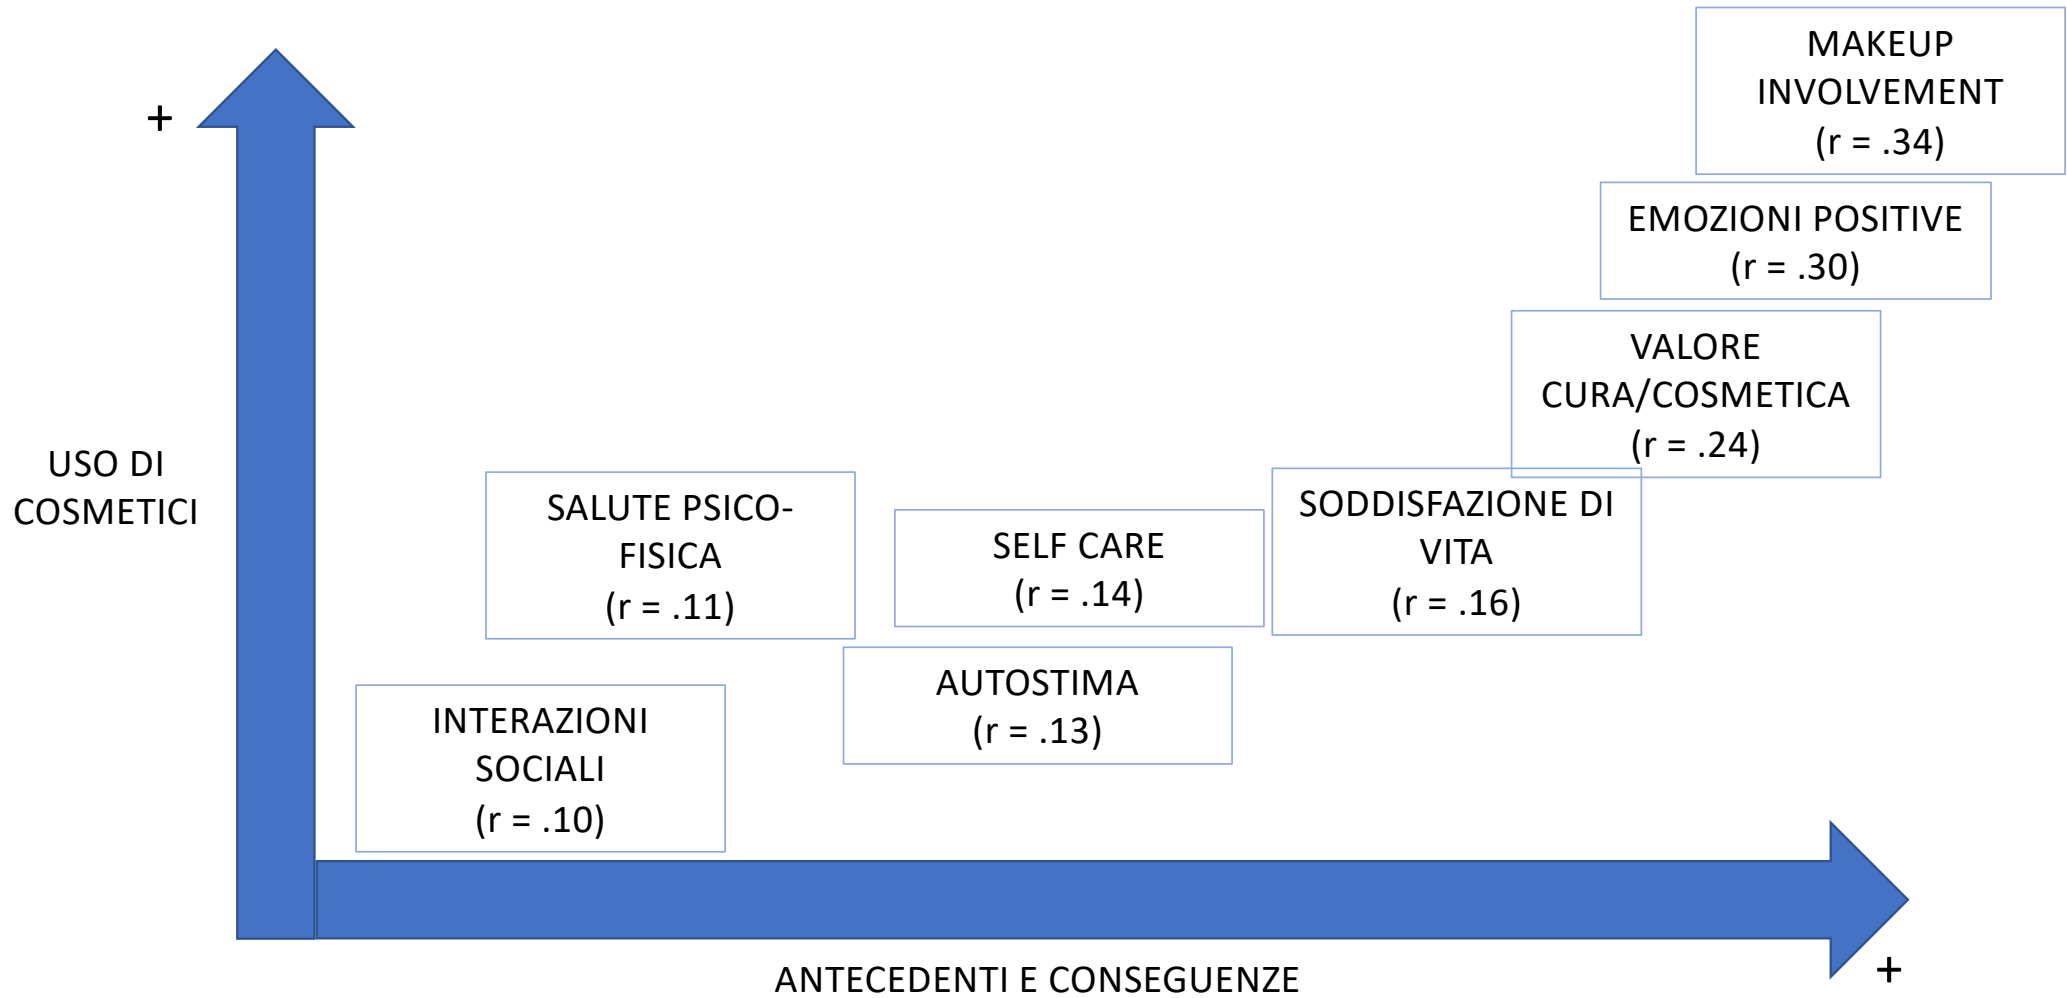 MAKEUP
INVOLVEMENT
(r = .34)
+
EMOZIONI POSITIVE
(r = .30)
VALORE
CURA/COSMETICA
(r = .24)
USO DI
COSMETICI
SALUTE PSICO-
FISICA
(r = .11)
SELF CARE
(r = .14)
SODDISFAZIONE DI
VITA
(r = .16)
INTERAZIONI
SOCIALI
(r = .10)
AUTOSTIMA
(r = .13)
ANTECEDENTI E CONSEGUENZE
+